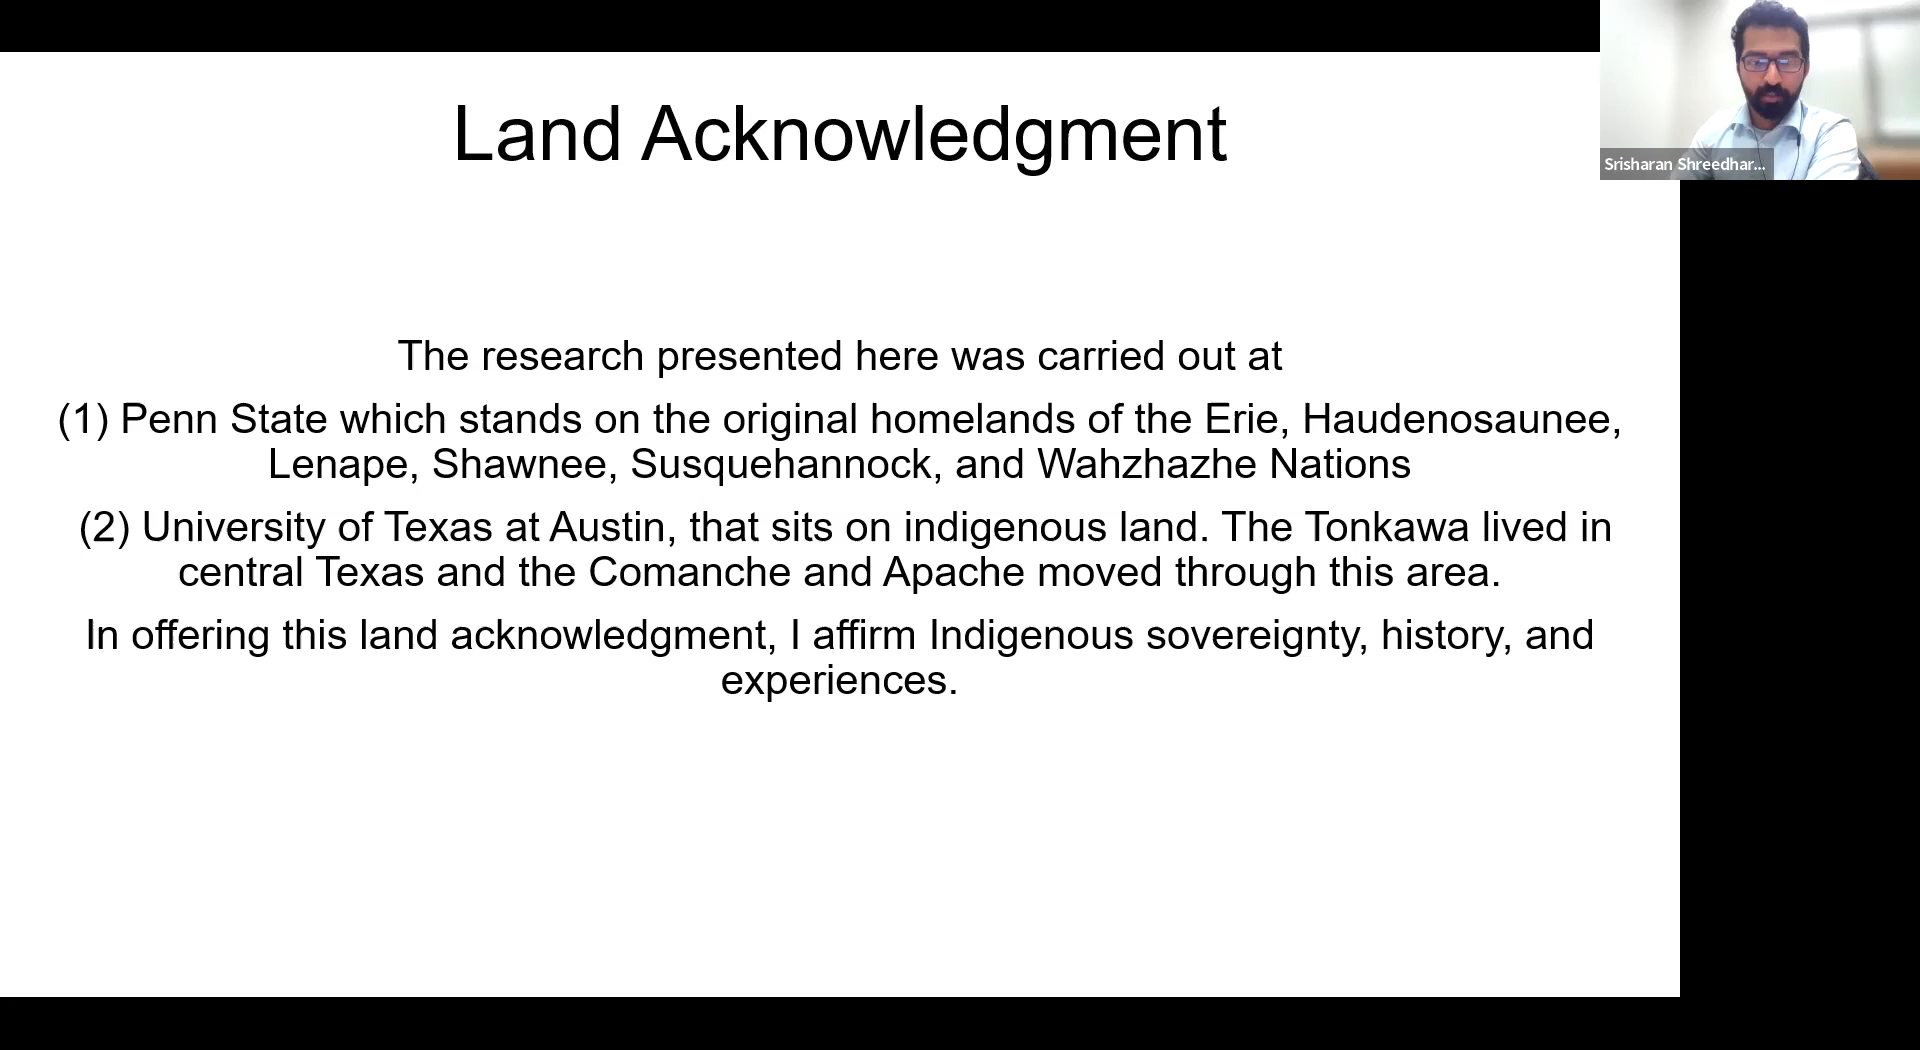 Land Acknowledgment
Srisharan Shreedhar...
The research presented here was carried out at
(1) Penn State which stands on the original homelands of the Erie, Haudenosaunee,
Lenape, Shawnee, Susquehannock, and Wahzhazhe Nations
(2) University of Texas at Austin, that sits on indigenous land. The Tonkawa lived in
central Texas and the Comanche and Apache moved through this area.
In offering this land acknowledgment, I affirm Indigenous sovereignty, history, and
experiences.